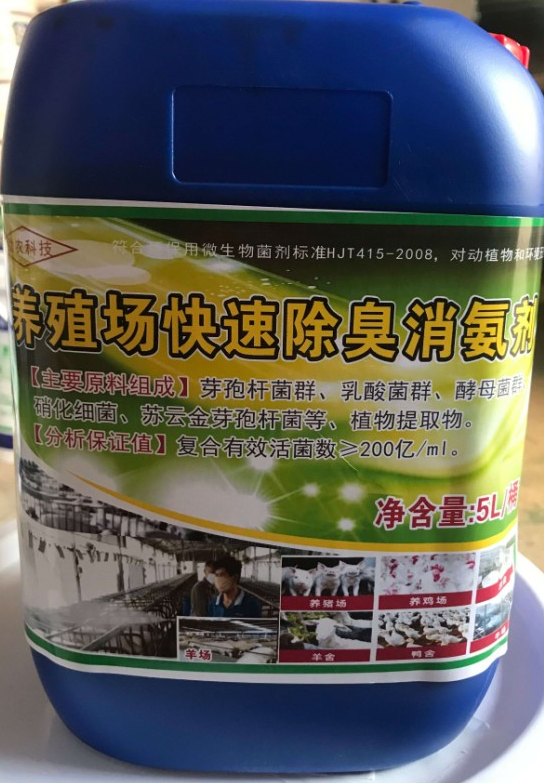 农科技
符合环保用微生物菌剂标准HJT415-2008，对动植物和环境
养殖场快速除臭消氨剂
【主要原料组成】芽孢杆菌群、乳酸菌群、酵母菌群、
硝化细菌、苏云金芽孢杆菌等、植物提取物。
【分析保证值】复合有效活菌数≥200亿/ml。
净含量:5L/桶
养猪场
养鸡场
羊场
羊舍
鸭舍